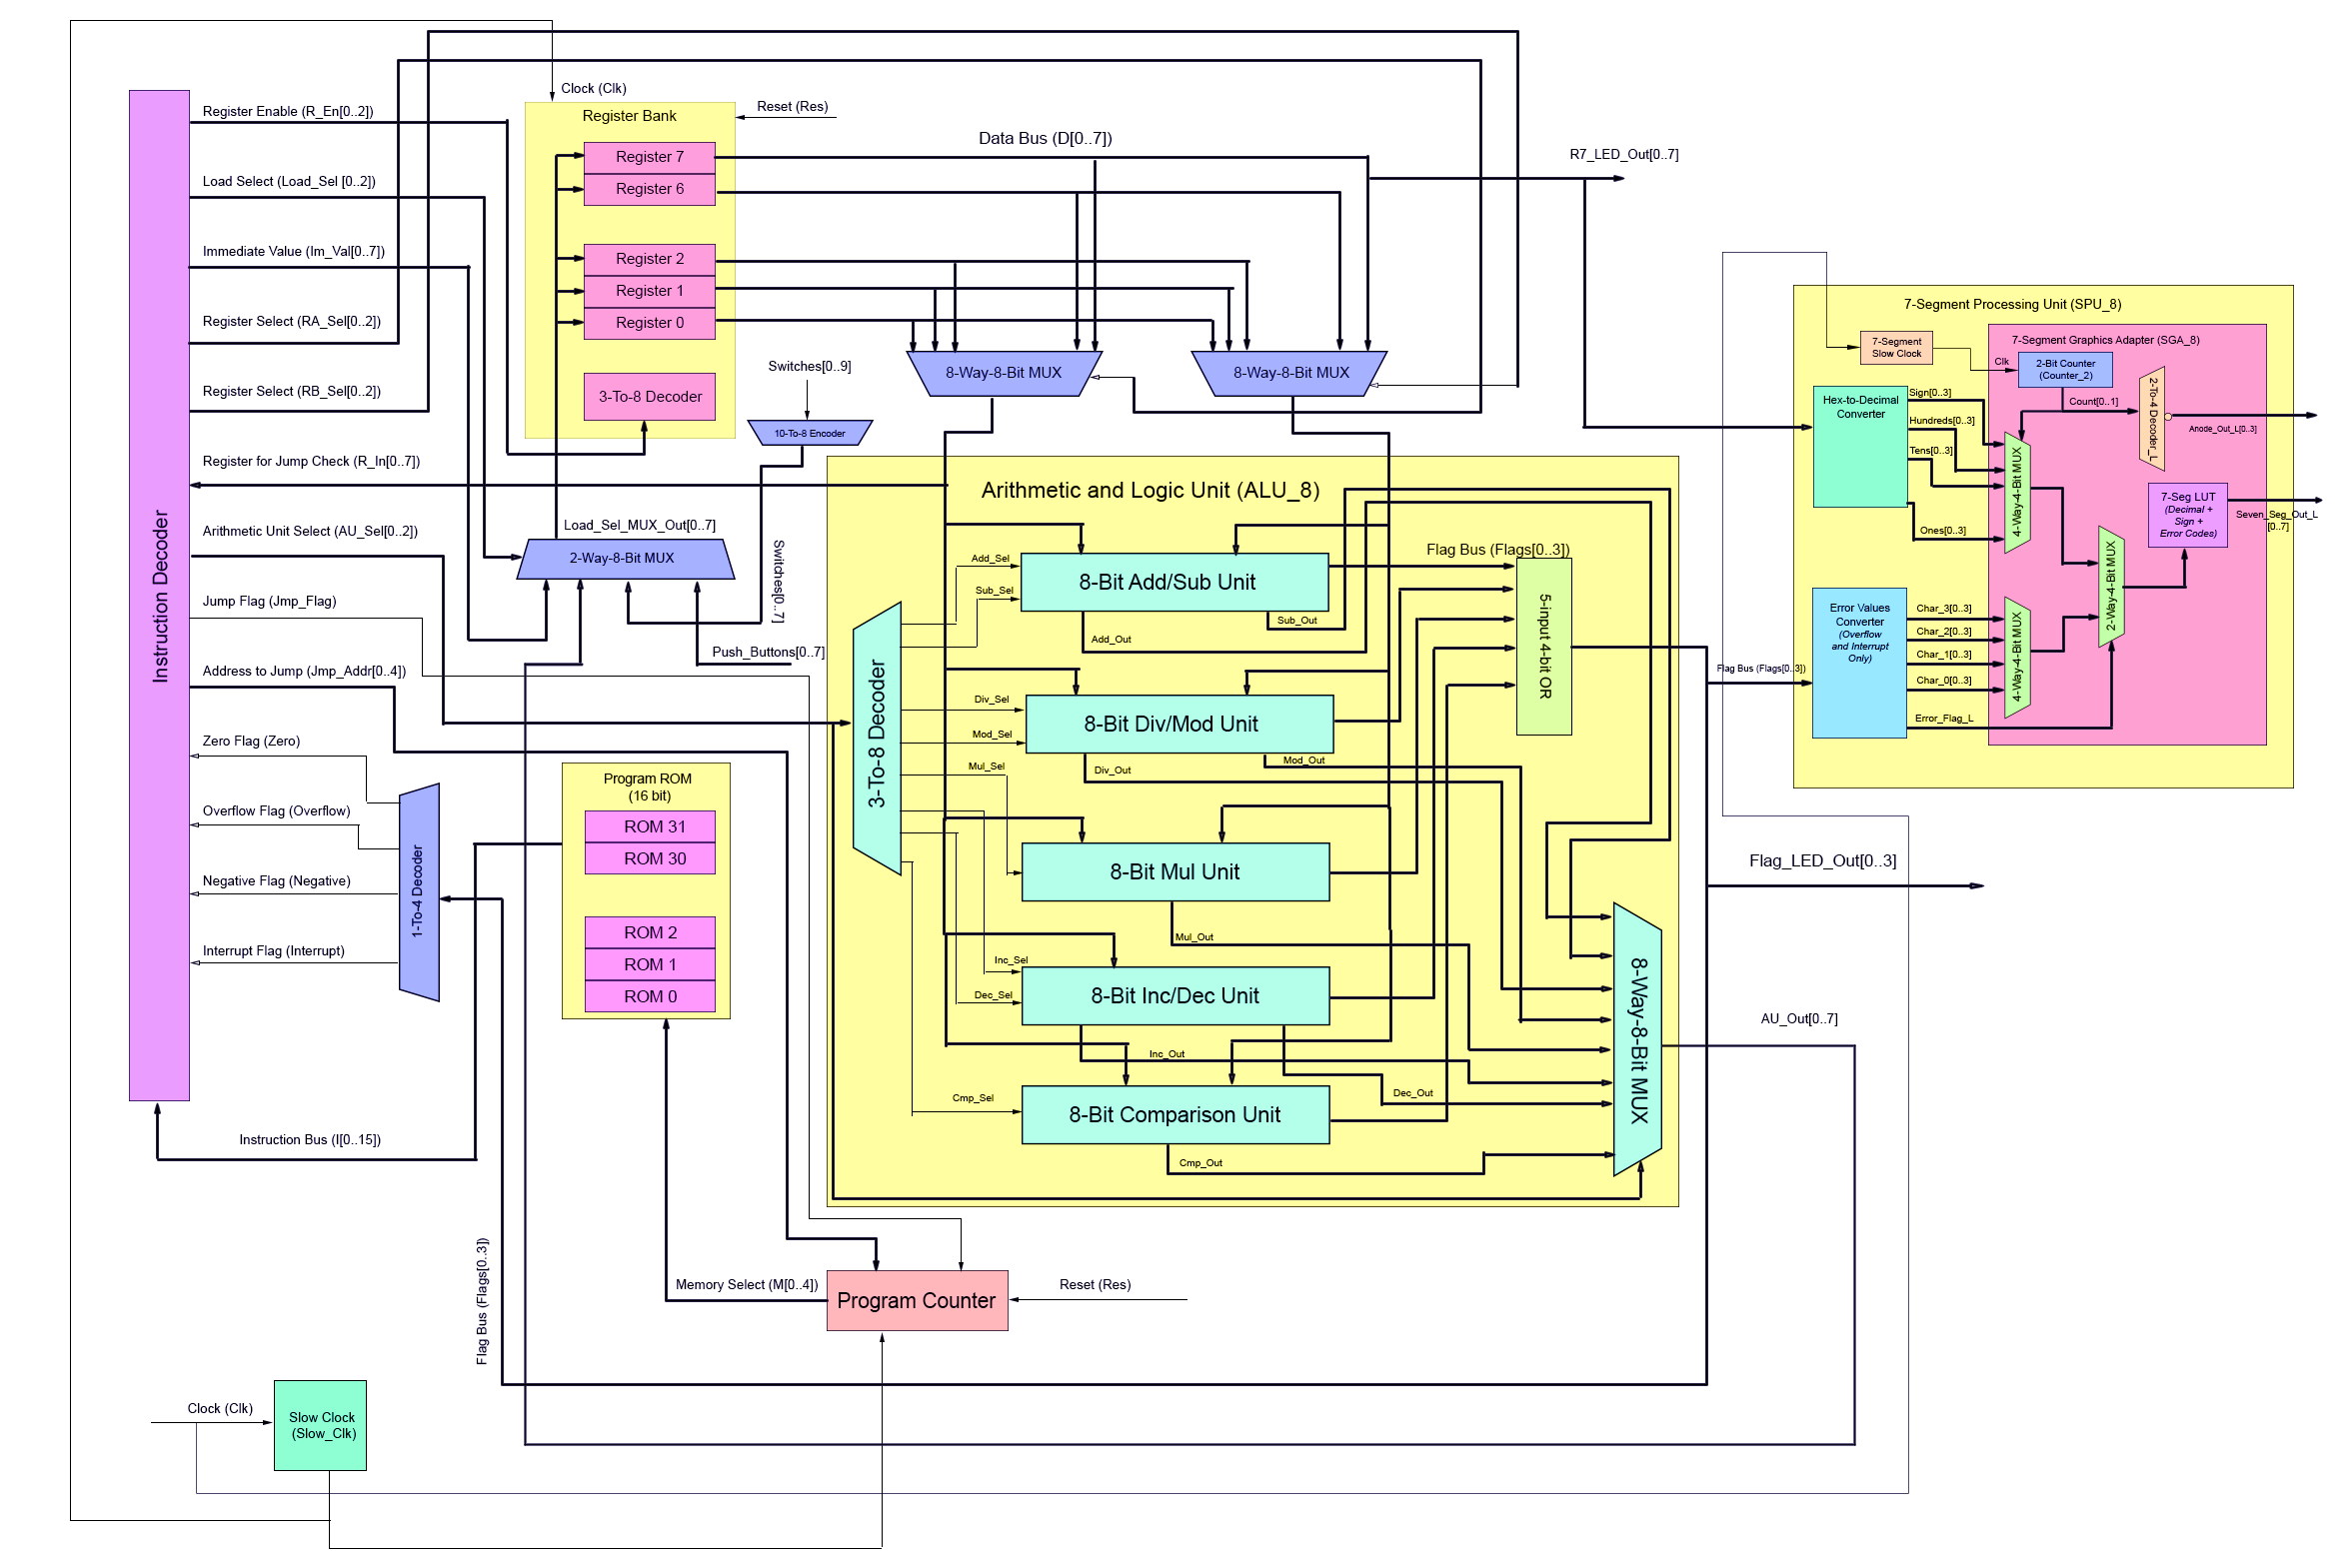 Clock (Clk)
Register Enable (R_En[0..2])
Load Select (Load_Sel [0..2])
Immediate Value (Im_Val[0..7])
Register Select (RA_Sel[0..2])
Register Select (RB_Sel[0..2])
Register for Jump Check (R_In[0..7])
Arithmetic Unit Select (AU_Sel[0..2])
Jump Flag (Jmp_Flag)
Address to Jump (Jmp_Addr[0..4])
Zero Flag (Zero)
Overflow Flag (Overflow)
Negative Flag (Negative)
Interrupt Flag (Interrupt)
Instruction Decoder
1-To-4 Decoder
Instruction Bus (I[0..15])
Register Bank
Reset (Res)
Register 7
Register 6
Register 2
Register 1
Register 0
3-To-8 Decoder
Data Bus (D[0..7])
R7_LED_Out[0..7]
Switches[0..9]
10-To-8 Encoder
8-Way-8-Bit MUX
8-Way-8-Bit MUX
Load_Sel_MUX_Out[0..7]
2-Way-8-Bit MUX
Switches[0..7]
Push_Buttons[0..7]
Program ROM
(16 bit)
ROM 31
ROM 30
ROM 2
ROM 1
ROM 0
Arithmetic and Logic Unit (ALU_8)
3-To-8 Decoder
Add_Sel
Sub_Sel
Div_Sel
Mod_Sel
Mul_Sel
Inc_Sel
Dec_Sel
Cmp_Sel
8-Bit Add/Sub Unit
Add_Out
Sub_Out
8-Bit Div/Mod Unit
Div_Out
Mod_Out
8-Bit Mul Unit
Mul_Out
8-Bit Inc/Dec Unit
Inc_Out
Dec_Out
8-Bit Comparison Unit
Cmp_Out
Flag Bus (Flags[0..3])
5-input 4-bit OR
8-Way-8-Bit MUX
7-Segment Processing Unit (SPU_8)
7-Segment
Slow Clock
7-Segment Graphics Adapter (SGA_8)
Clk
2-Bit Counter
(Counter_2)
Count[0..1]
2-To-4 Decoder_L
Anode_Out_L[0..3]
Hex-to-Decimal
Converter
Sign[0..3]
Hundreds[0..3]
Tens[0..3]
Ones[0..3]
4-Way-4-Bit MUX
7-Seg LUT
(Decimal +
Sign +
Error Codes)
Seven_Seg_Out_L
[0..7]
2-Way-4-Bit MUX
Error Values
Converter
(Overflow
and Interrupt
Only)
Char_3[0..3]
Char_2[0..3]
Char_1[0..3]
Char_0[0..3]
Error_Flag_L
4-Way-4-Bit MUX
Flag Bus (Flags[0..3])
Flag_LED_Out[0..3]
AU_Out[0..7]
Flag Bus (Flags[0..3])
Memory Select (M[0..4])
Program Counter
Reset (Res)
Clock (Clk)
Slow Clock
(Slow_Clk)